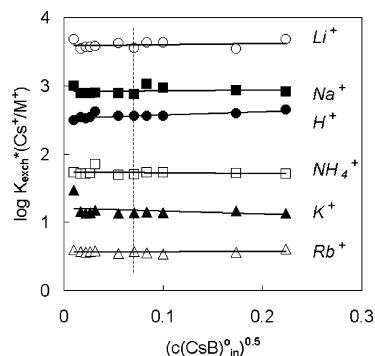 log K_exch*(Cs⁺/M⁺)
4
3
2
1
0
Li⁺
Na⁺
H⁺
NH₄⁺
K⁺
Rb⁺
0 0.1 0.2 0.3
(c(CsB)°_in)^0.5